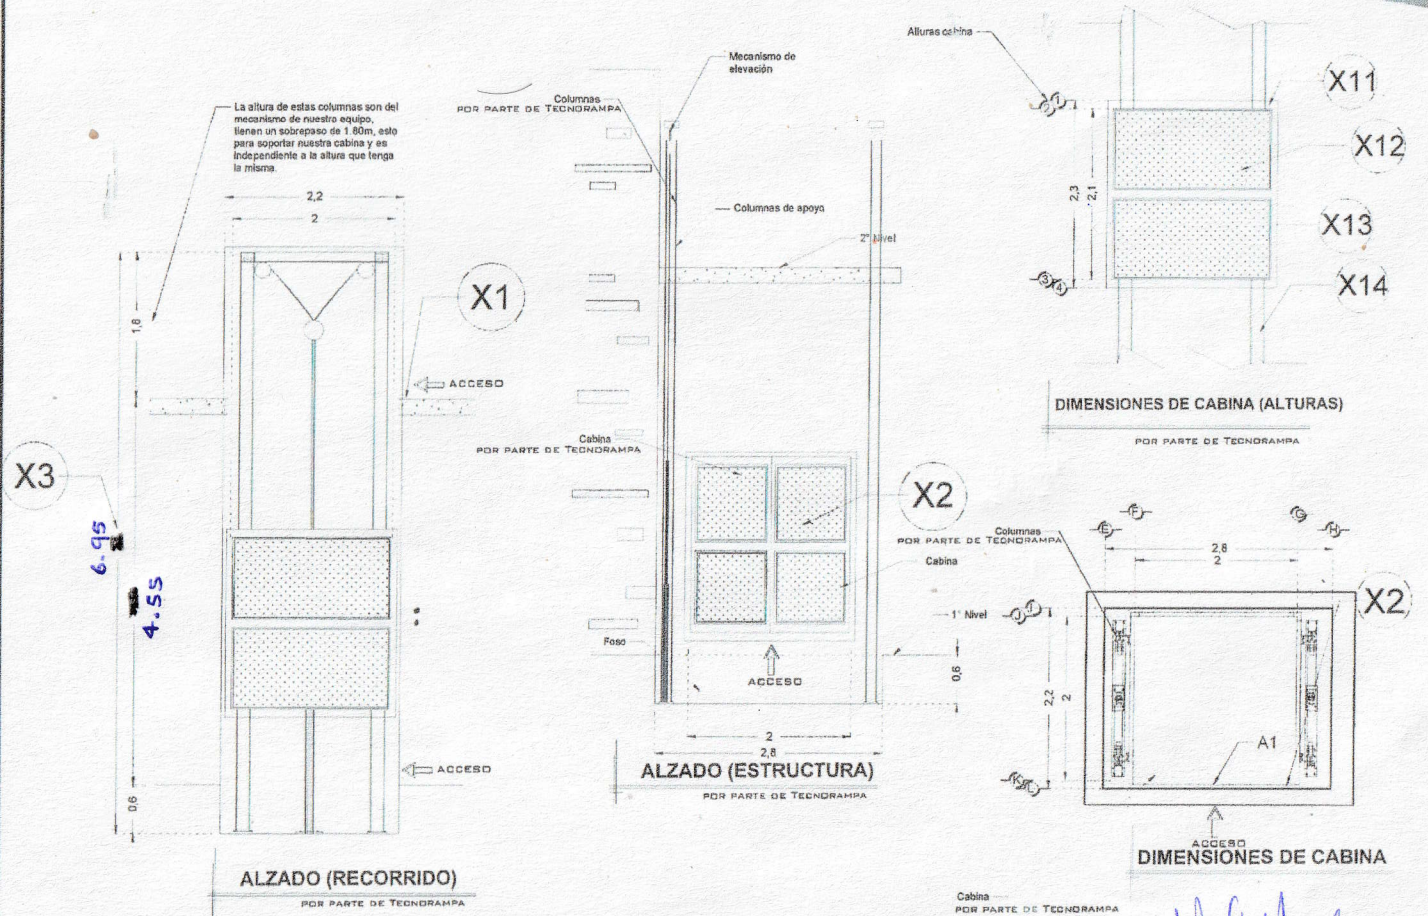 La altura de estas columnas son del
mecanismo de nuestro equipo,
tienen un sobrepaso de 1.80m, esto
para soportar nuestra cabina y es
independiente a la altura que tenga
la misma.
2,2
2
1,8
X1
ACCESO
X3
6.95
4.55
ACCESO
0,6
ALZADO (RECORRIDO)
POR PARTE DE TECNORAMPA
Mecanismo de
elevación
Columnas
POR PARTE DE TECNORAMPA
Columnas de apoyo
2° Nivel
Cabina
POR PARTE DE TECNORAMPA
X2
Cabina
1° Nivel
Foso
ACCESO
0,6
2
2,8
ALZADO (ESTRUCTURA)
POR PARTE DE TECNORAMPA
Alturas cabina
X11
X12
X13
X14
2,3
2,1
3
4
DIMENSIONES DE CABINA (ALTURAS)
POR PARTE DE TECNORAMPA
E
F
G
H
Columnas
POR PARTE DE TECNORAMPA
2,8
2
X2
2,2
2
A1
ACCESO
DIMENSIONES DE CABINA
Cabina
POR PARTE DE TECNORAMPA